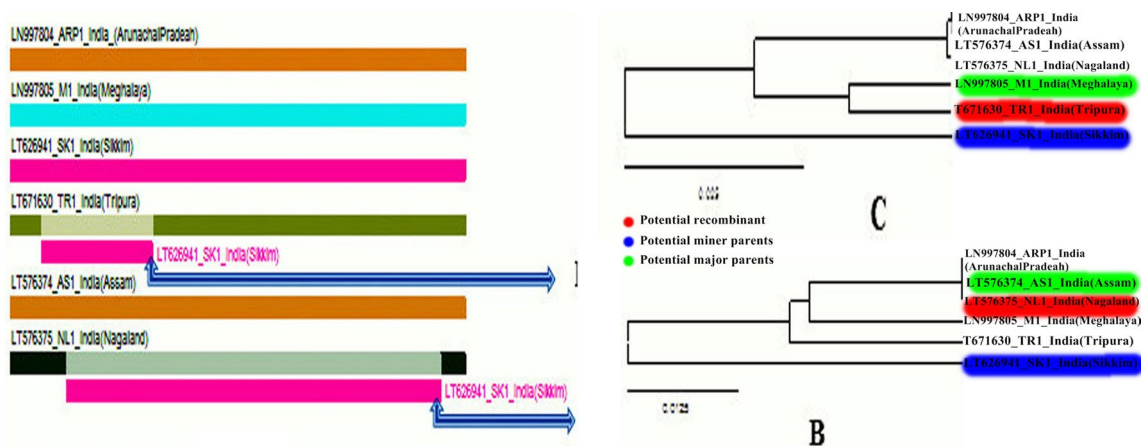 LN997804_ARP1_India_(ArunachalPradeah)
LN997805_M1_India(Meghalaya)
LT626941_SK1_India(Sikkim)
LT671630_TR1_India(Tripura)
LT626941_SK1_India(Sikkim)
LT576374_AS1_India(Assam)
LT576375_NL1_India(Nagaland)
LT626941_SK1_India(Sikkim)
LN997804_ARP1_India
(ArunachalPradeah)
LT576374_AS1_India(Assam)
LT576375_NL1_India(Nagaland)
LN997805_M1_India(Meghalaya)
T671630_TR1_India(Tripura)
LT626941_SK1_India(Sikkim)
C
Potential recombinant
Potential miner parents
Potential major parents
LN997804_ARP1_India
(ArunachalPradeah)
LT576374_AS1_India(Assam)
LT576375_NL1_India(Nagaland)
LN997805_M1_India(Meghalaya)
T671630_TR1_India(Tripura)
LT626941_SK1_India(Sikkim)
0.0125
B